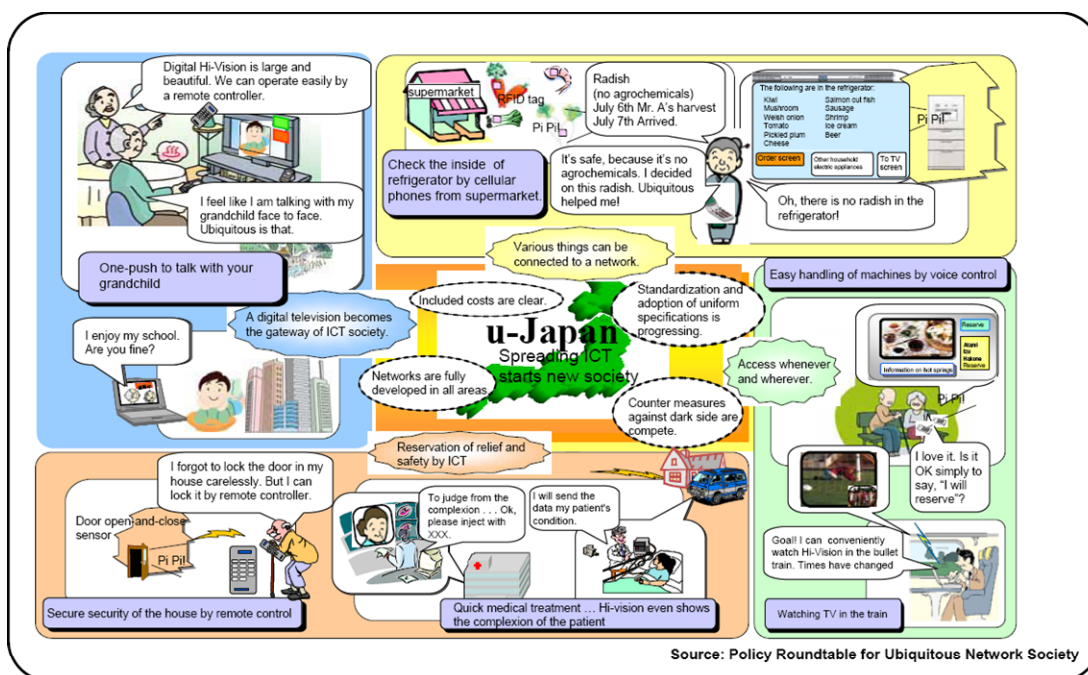 Digital Hi-Vision is large and
beautiful. We can operate easily by
a remote controller.
I feel like I am talking with my
grandchild face to face.
Ubiquitous is that.
One-push to talk with your
grandchild
I enjoy my school.
Are you fine?
A digital television becomes
the gateway of ICT society.
supermarket
RFID tag
Pi Pi!
Radish
(no agrochemicals)
July 6th Mr. A's harvest
July 7th Arrived.
Check the inside of
refrigerator by cellular
phones from supermarket.
It's safe, because it's no
agrochemicals. I decided
on this radish. Ubiquitous
helped me!
The following are in the refrigerator:
Kiwi
Mushroom
Welsh onion
Tomato
Pickled plum
Cheese
Salmon cut fish
Sausage
Shrimp
Ice cream
Beer
Order screen
Other household
electric appliances
To TV
screen
Pi Pi!
Oh, there is no radish in the
refrigerator!
Various things can be
connected to a network.
Included costs are clear.
Standardization and
adoption of uniform
specifications is
progressing.
u-Japan
Spreading ICT
starts new society
Networks are fully
developed in all areas
Counter measures
against dark side are
compete.
Access whenever
and wherever.
Reservation of relief and
safety by ICT
Easy handling of machines by voice control
Reserve
Atami
Izu
Hakone
Reserve
Information on hot springs
Pi Pi!
I love it. Is it
OK simply to
say, "I will
reserve"?
Goal! I can conveniently
watch Hi-Vision in the bullet
train. Times have changed
Watching TV in the train
I forgot to lock the door in my
house carelessly. But I can
lock it by remote controller.
Door open-and-close
sensor
Pi Pi!
Secure security of the house by remote control
To judge from the
complexion . . . Ok,
please inject with
XXX.
I will send the
data my patient's
condition.
Quick medical treatment ... Hi-vision even shows
the complexion of the patient
Source: Policy Roundtable for Ubiquitous Network Society